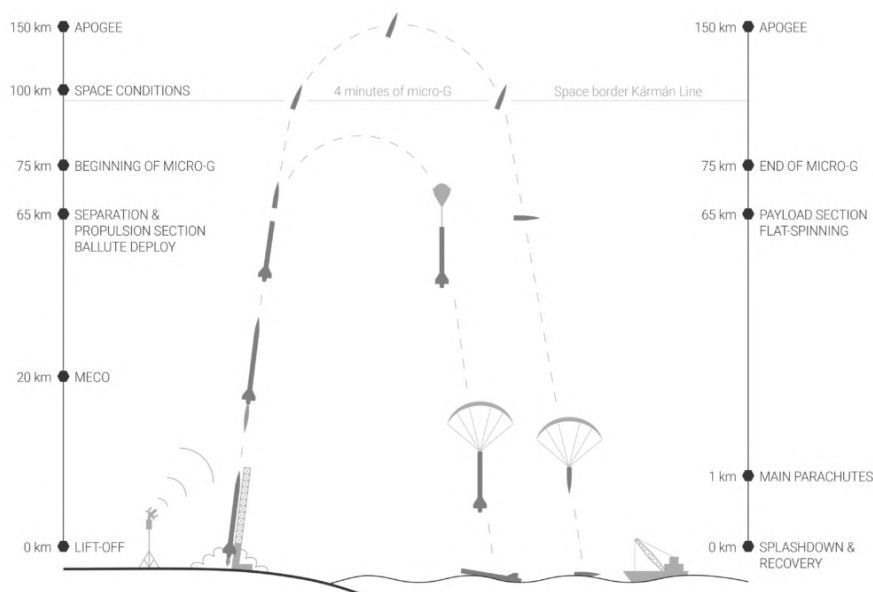 150 km APOGEE
100 km SPACE CONDITIONS
75 km BEGINNING OF MICRO-G
65 km SEPARATION &
PROPULSION SECTION
BALLUTE DEPLOY
20 km MECO
0 km LIFT-OFF
4 minutes of micro-G
Space border Kármán Line
150 km APOGEE
75 km END OF MICRO-G
65 km PAYLOAD SECTION
FLAT-SPINNING
1 km MAIN PARACHUTES
0 km SPLASHDOWN &
RECOVERY